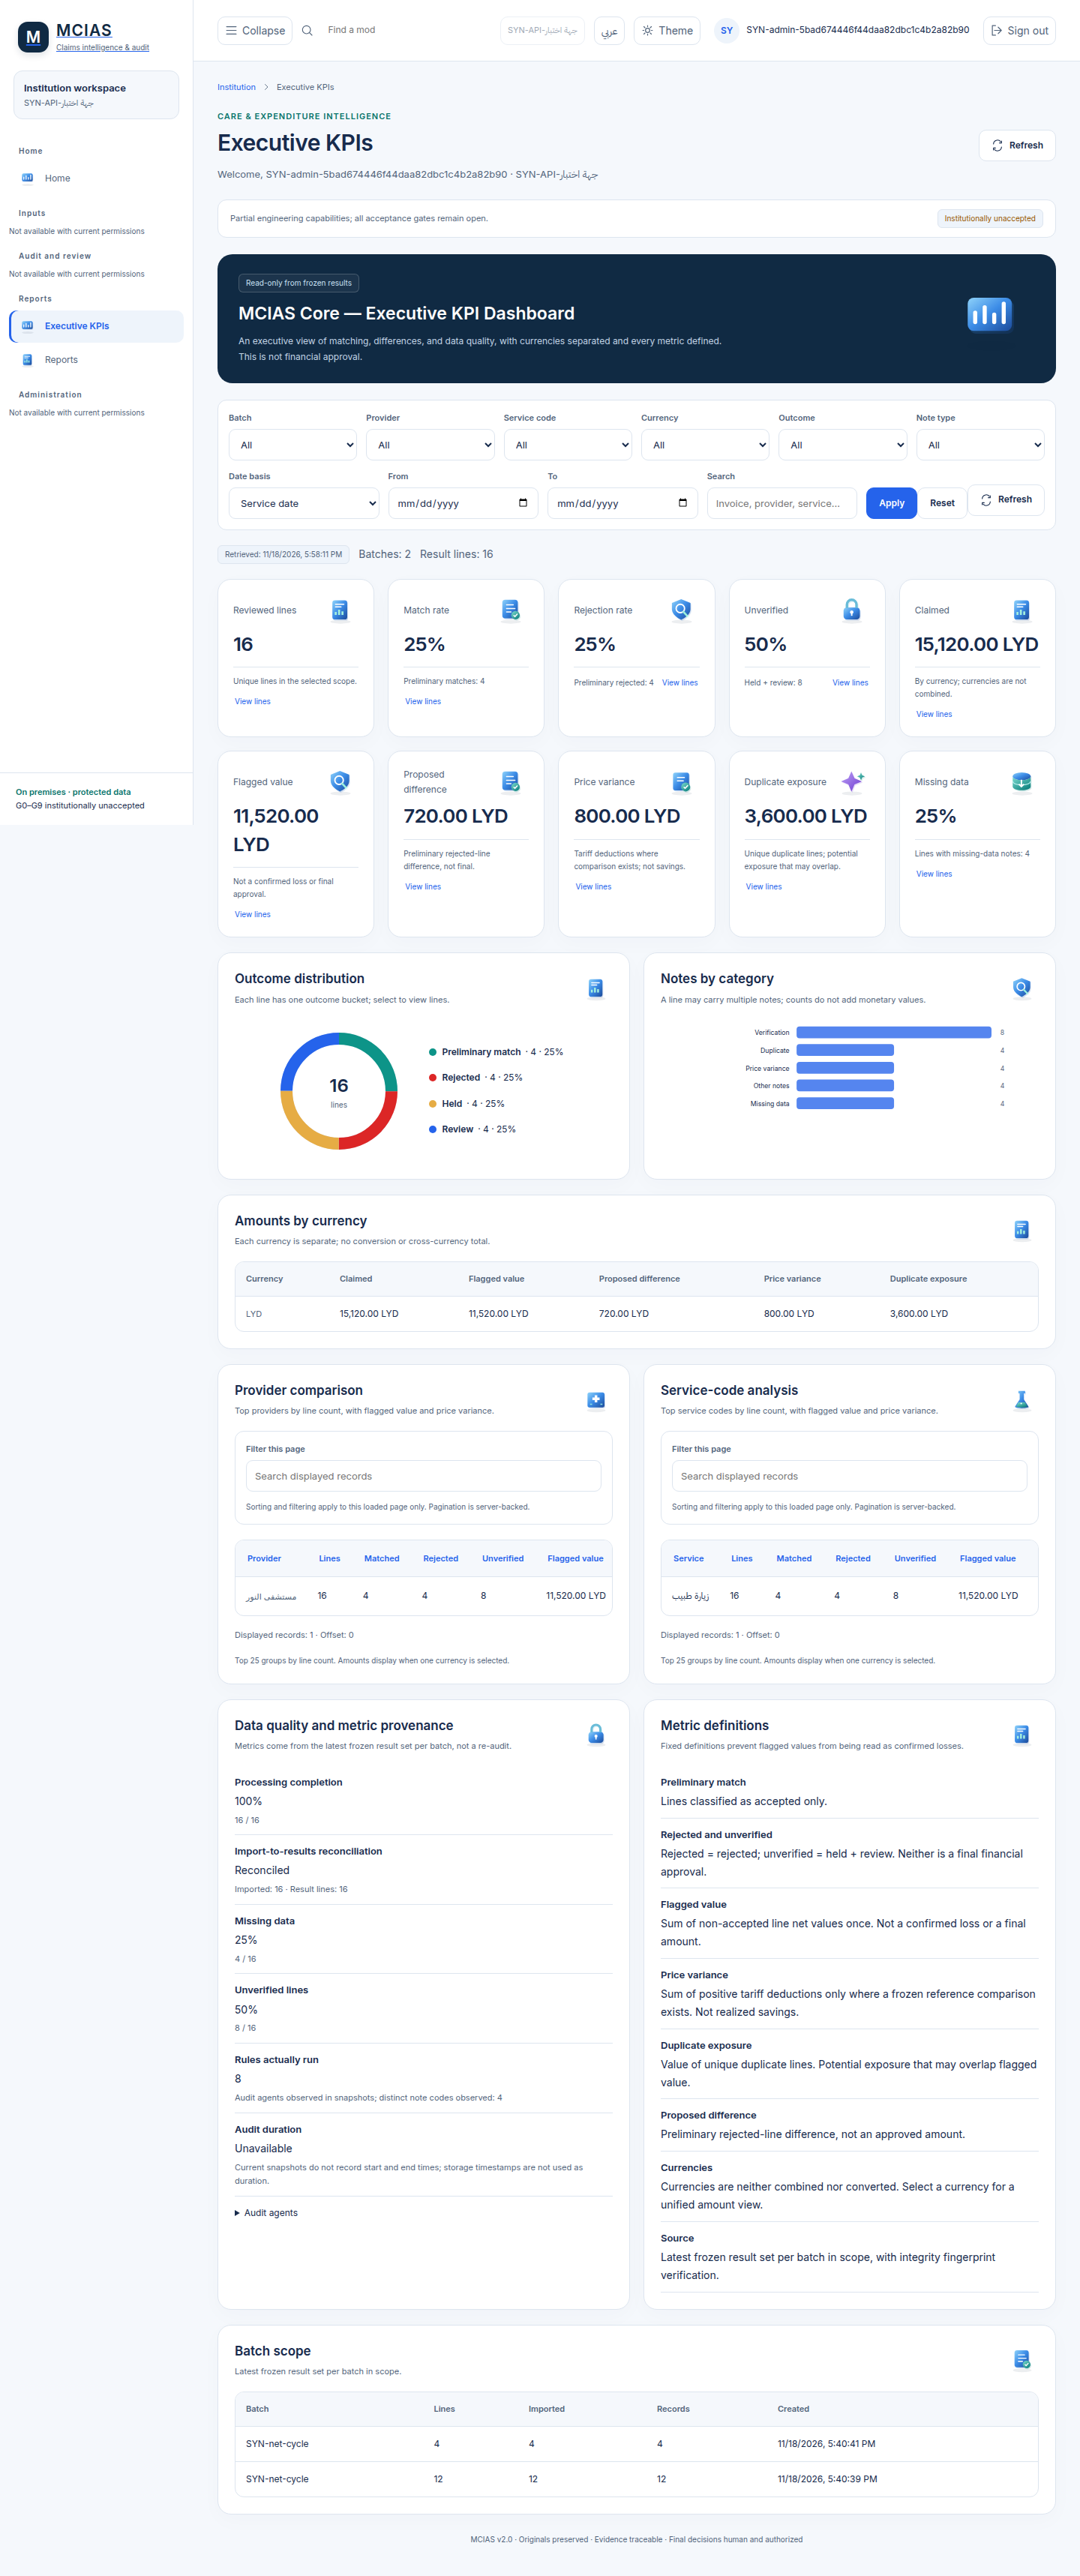 M
MCIAS
Claims intelligence & audit
Institution workspace
SYN-API-جهة اختبار
Home
Home
Inputs
Not available with current permissions
Audit and review
Not available with current permissions
Reports
Executive KPIs
Reports
Administration
Not available with current permissions
On premises · protected data
G0–G9 institutionally unaccepted
Collapse
Find a mod
SYN-API-جهة اختبار
عربي
Theme
SY
SYN-admin-5bad674446f44daa82dbc1c4b2a82b90
Sign out
Institution > Executive KPIs
CARE & EXPENDITURE INTELLIGENCE
Executive KPIs
Refresh
Welcome, SYN-admin-5bad674446f44daa82dbc1c4b2a82b90 · SYN-API-جهة اختبار
Partial engineering capabilities; all acceptance gates remain open.
Institutionally unaccepted
Read-only from frozen results
MCIAS Core — Executive KPI Dashboard
An executive view of matching, differences, and data quality, with currencies separated and every metric defined.
This is not financial approval.
Batch Provider Service code Currency Outcome Note type
All All All All All All
Date basis From To Search
Service date mm/dd/yyyy mm/dd/yyyy Invoice, provider, service... Apply Reset Refresh
Retrieved: 11/18/2026, 5:58:11 PM Batches: 2 Result lines: 16
Reviewed lines
16
Unique lines in the selected scope.
View lines
Match rate
25%
Preliminary matches: 4
View lines
Rejection rate
25%
Preliminary rejected: 4 View lines
Unverified
50%
Held + review: 8 View lines
Claimed
15,120.00 LYD
By currency; currencies are not
combined.
View lines
Flagged value
11,520.00
LYD
Not a confirmed loss or final
approval.
View lines
Proposed
difference
720.00 LYD
Preliminary rejected-line
difference, not final.
View lines
Price variance
800.00 LYD
Tariff deductions where
comparison exists; not savings.
View lines
Duplicate exposure
3,600.00 LYD
Unique duplicate lines; potential
exposure that may overlap.
View lines
Missing data
25%
Lines with missing-data notes: 4
View lines
Outcome distribution
Each line has one outcome bucket; select to view lines.
16
lines
Preliminary match · 4 · 25%
Rejected · 4 · 25%
Held · 4 · 25%
Review · 4 · 25%
Notes by category
A line may carry multiple notes; counts do not add monetary values.
Verification 8
Duplicate 4
Price variance 4
Other notes 4
Missing data 4
Amounts by currency
Each currency is separate; no conversion or cross-currency total.
Currency Claimed Flagged value Proposed difference Price variance Duplicate exposure
LYD 15,120.00 LYD 11,520.00 LYD 720.00 LYD 800.00 LYD 3,600.00 LYD
Provider comparison
Top providers by line count, with flagged value and price variance.
Filter this page
Search displayed records
Sorting and filtering apply to this loaded page only. Pagination is server-backed.
Provider Lines Matched Rejected Unverified Flagged value
مستشفى النور 16 4 4 8 11,520.00 LYD
Displayed records: 1 · Offset: 0
Top 25 groups by line count. Amounts display when one currency is selected.
Service-code analysis
Top service codes by line count, with flagged value and price variance.
Filter this page
Search displayed records
Sorting and filtering apply to this loaded page only. Pagination is server-backed.
Service Lines Matched Rejected Unverified Flagged value
زيارة طبيب 16 4 4 8 11,520.00 LYD
Displayed records: 1 · Offset: 0
Top 25 groups by line count. Amounts display when one currency is selected.
Data quality and metric provenance
Metrics come from the latest frozen result set per batch, not a re-audit.
Processing completion
100%
16 / 16
Import-to-results reconciliation
Reconciled
Imported: 16 · Result lines: 16
Missing data
25%
4 / 16
Unverified lines
50%
8 / 16
Rules actually run
8
Audit agents observed in snapshots; distinct note codes observed: 4
Audit duration
Unavailable
Current snapshots do not record start and end times; storage timestamps are not used as
duration.
Audit agents
Metric definitions
Fixed definitions prevent flagged values from being read as confirmed losses.
Preliminary match
Lines classified as accepted only.
Rejected and unverified
Rejected = rejected; unverified = held + review. Neither is a final financial
approval.
Flagged value
Sum of non-accepted line net values once. Not a confirmed loss or a final
amount.
Price variance
Sum of positive tariff deductions only where a frozen reference comparison
exists. Not realized savings.
Duplicate exposure
Value of unique duplicate lines. Potential exposure that may overlap flagged
value.
Proposed difference
Preliminary rejected-line difference, not an approved amount.
Currencies
Currencies are neither combined nor converted. Select a currency for a
unified amount view.
Source
Latest frozen result set per batch in scope, with integrity fingerprint
verification.
Batch scope
Latest frozen result set per batch in scope.
Batch Lines Imported Records Created
SYN-net-cycle 4 4 4 11/18/2026, 5:40:41 PM
SYN-net-cycle 12 12 12 11/18/2026, 5:40:39 PM
MCIAS v2.0 · Originals preserved · Evidence traceable · Final decisions human and authorized